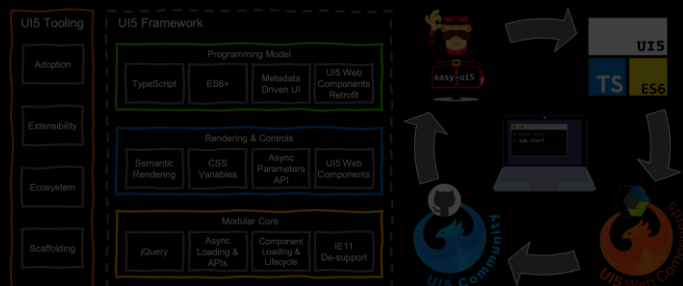 UI5 Tooling
Adoption
Extensibility
Ecosystem
Scaffolding
UI5 Framework
Programming Model
TypeScript
ES6+
Metadata
Driven UI
UI5 Web
Components
Retrofit
Rendering & Controls
Semantic
Rendering
CSS
Variables
Async
Parameters
API
UI5 Web
Components
Modular Core
jQuery
Async
Loading &
APIs
Component
Loading &
Lifecycle
IE11
De-support
easy-ui5
UI5
TS
ES6
> npm start
UI5 Community
UI5 Web Components